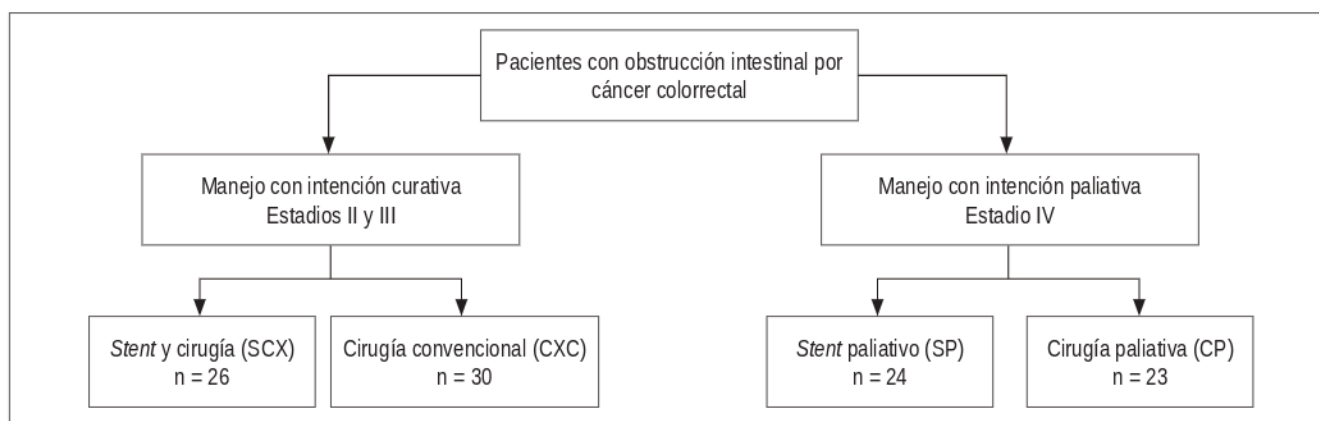 Pacientes con obstrucción intestinal por
cáncer colorrectal
Manejo con intención curativa
Estadios II y III
Manejo con intención paliativa
Estadio IV
Stent y cirugía (SCX)
n = 26
Cirugía convencional (CXC)
n = 30
Stent paliativo (SP)
n = 24
Cirugía paliativa (CP)
n = 23